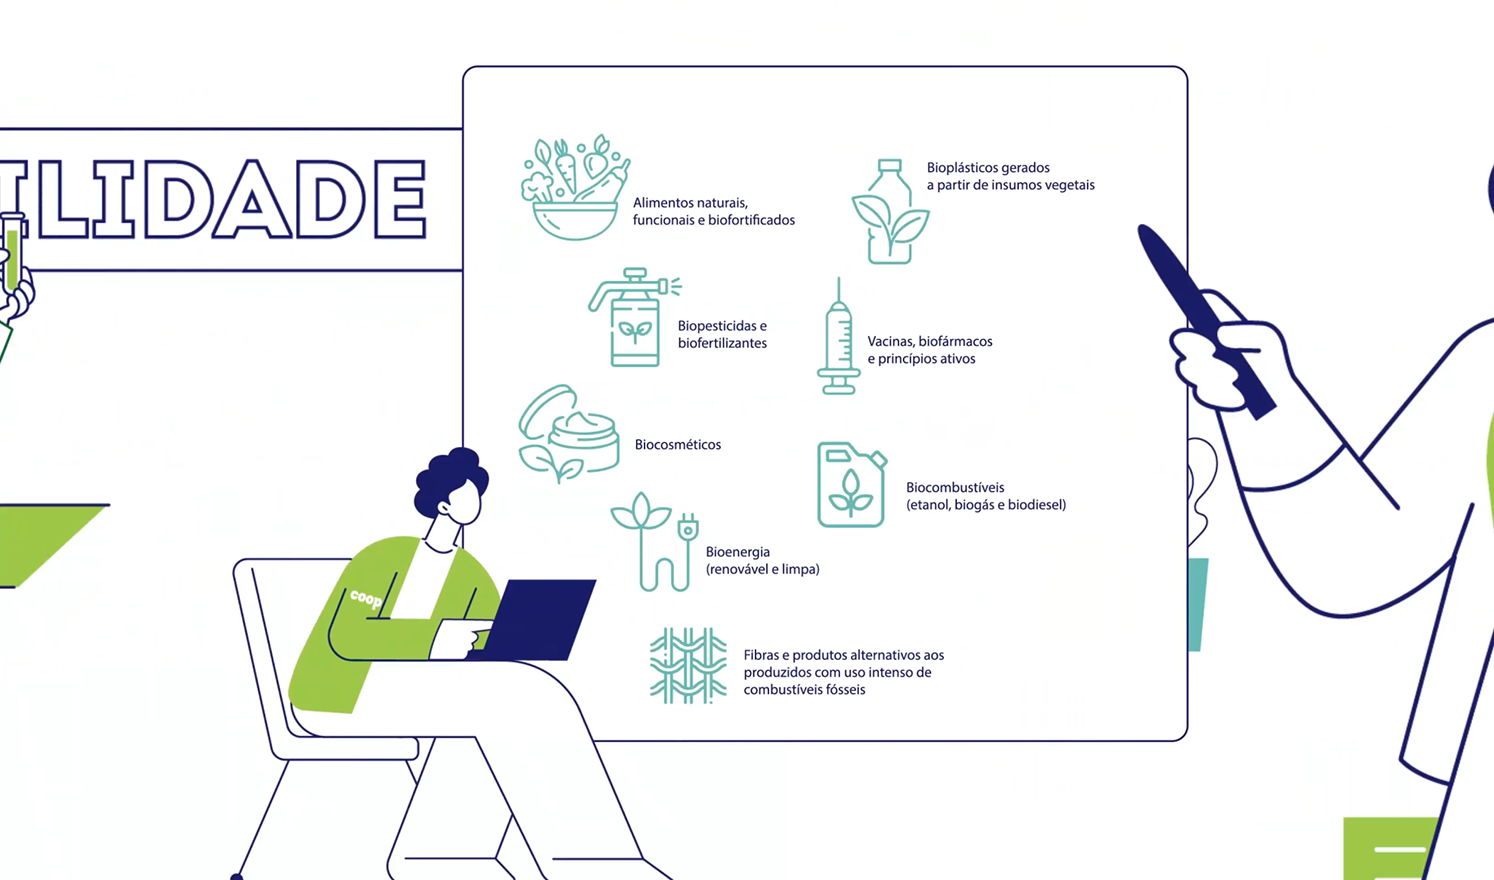 ILIDADE
Alimentos naturais,
funcionais e biofortificados
Bioplásticos gerados
a partir de insumos vegetais
Biopesticidas e
biofertilizantes
Vacinas, biofármacos
e princípios ativos
Biocosméticos
Biocombustíveis
(etanol, biogás e biodiesel)
Bioenergia
(renovável e limpa)
coop
Fibras e produtos alternativos aos
produzidos com uso intenso de
combustíveis fósseis